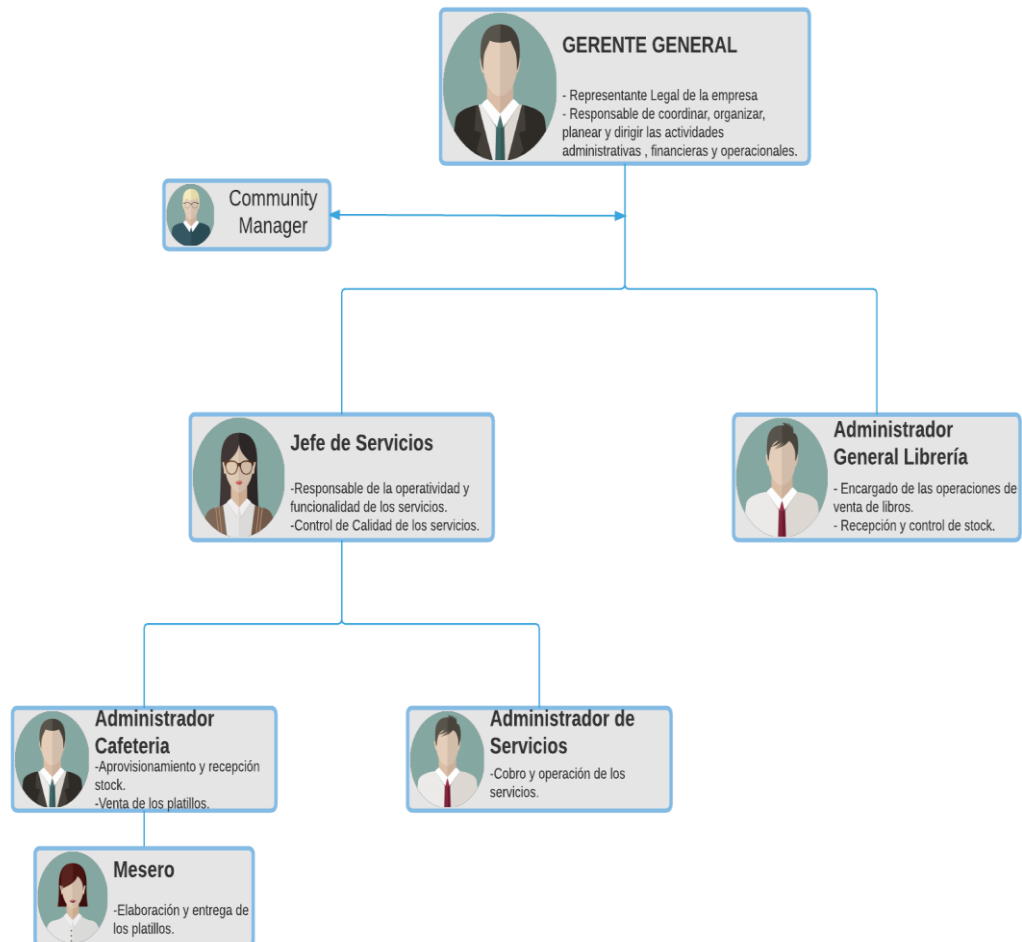 GERENTE GENERAL
- Representante Legal de la empresa
- Responsable de coordinar, organizar,
planear y dirigir las actividades
administrativas , financieras y operacionales.
Community
Manager
Jefe de Servicios
-Responsable de la operatividad y
funcionalidad de los servicios.
-Control de Calidad de los servicios.
Administrador
General Librería
- Encargado de las operaciones de
venta de libros.
- Recepción y control de stock.
Administrador
Cafeteria
-Aprovisionamiento y recepción
stock.
-Venta de los platillos.
Administrador de
Servicios
-Cobro y operación de los
servicios.
Mesero
-Elaboración y entrega de
los platillos.